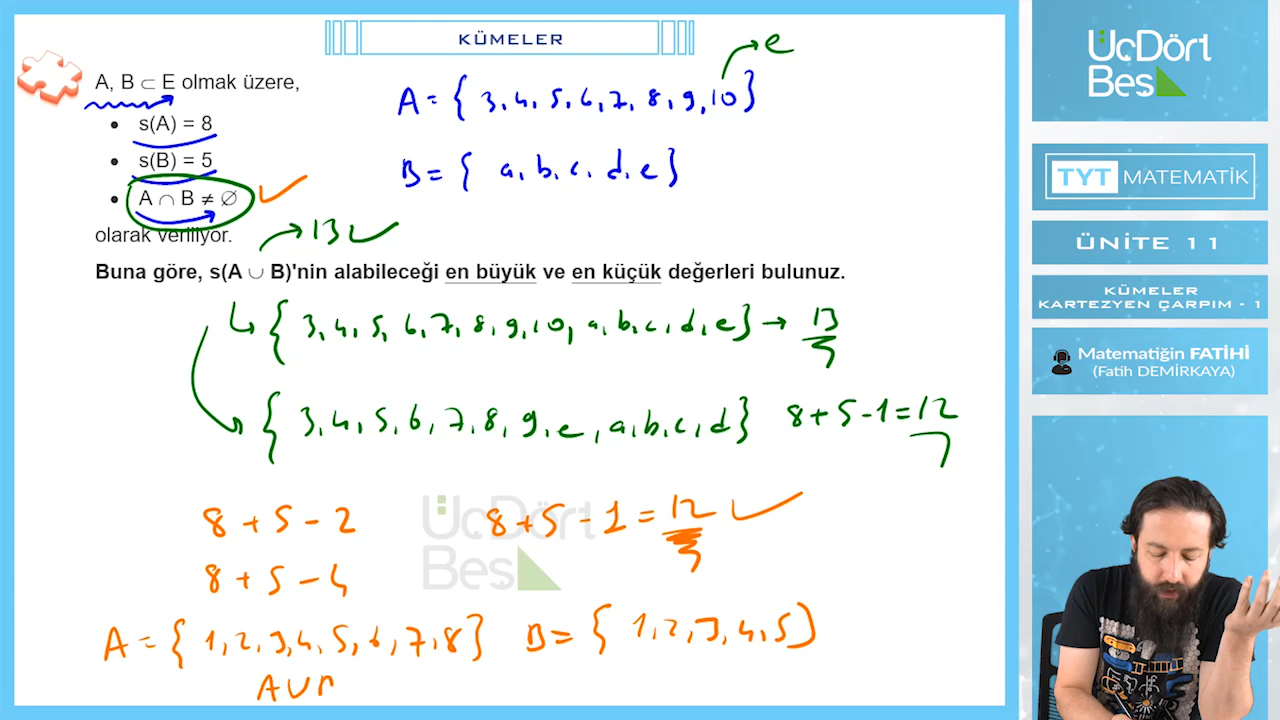 KÜMELER
A, B ⊂ E olmak üzere,
• s(A) = 8
• s(B) = 5
• A ∩ B ≠ ∅
olarak veriliyor.
→ 13 ✓
Buna göre, s(A ∪ B)'nin alabileceği en büyük ve en küçük değerleri bulunuz.
A = { 3, 4, 5, 6, 7, 8, 9, 10 }
→ e
B = { a, b, c, d, e }
{ 3, 4, 5, 6, 7, 8, 9, 10, a, b, c, d, e } → 13
{ 3, 4, 5, 6, 7, 8, 9, e, a, b, c, d } 8 + 5 - 1 = 12
8 + 5 - 2
8 + 5 - 1 = 12 ✓
8 + 5 - 4
A = { 1, 2, 3, 4, 5, 6, 7, 8 } B = { 1, 2, 3, 4, 5 }
A ∪
ÜçDört
Beş
ÜçDört
Beş
TYT MATEMATİK
ÜNİTE 11
KÜMELER
KARTEZYEN ÇARPIM - 1
Matematiğin FATİHİ
(Fatih DEMİRKAYA)